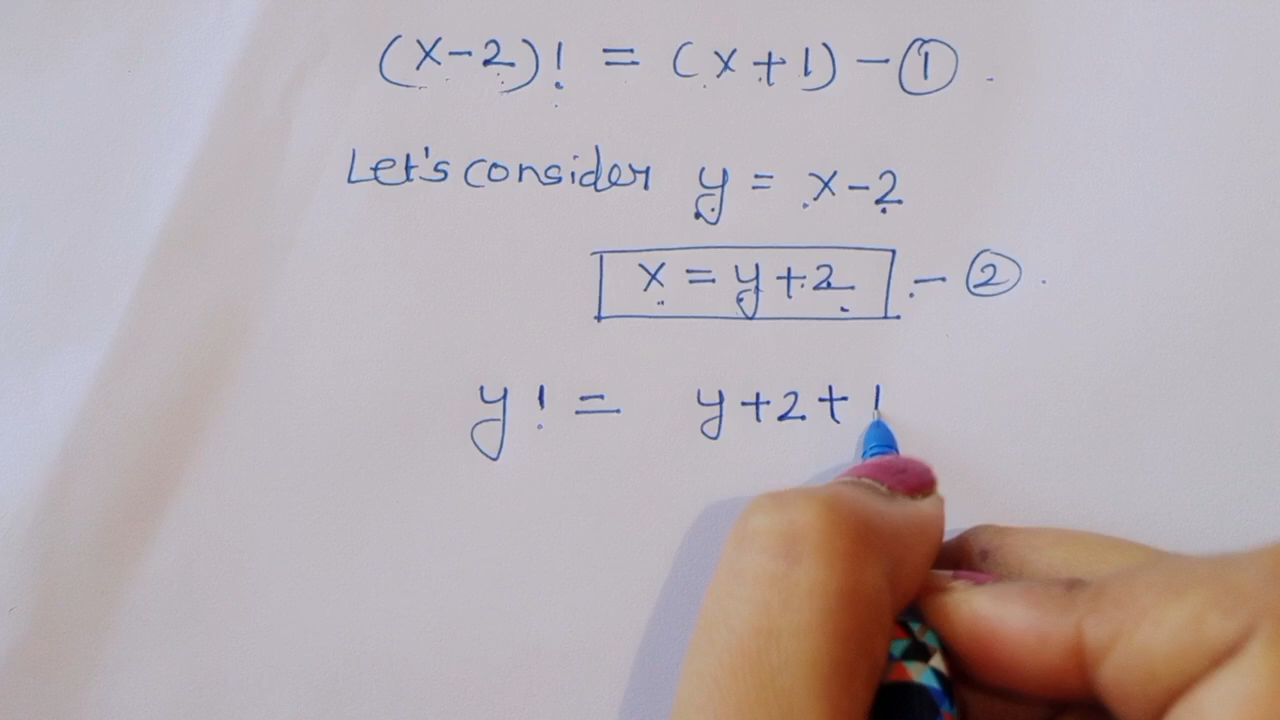 (x-2)! = (x+1) - ①
Let's consider y = x-2
x = y+2 - ②
y! = y+2+1